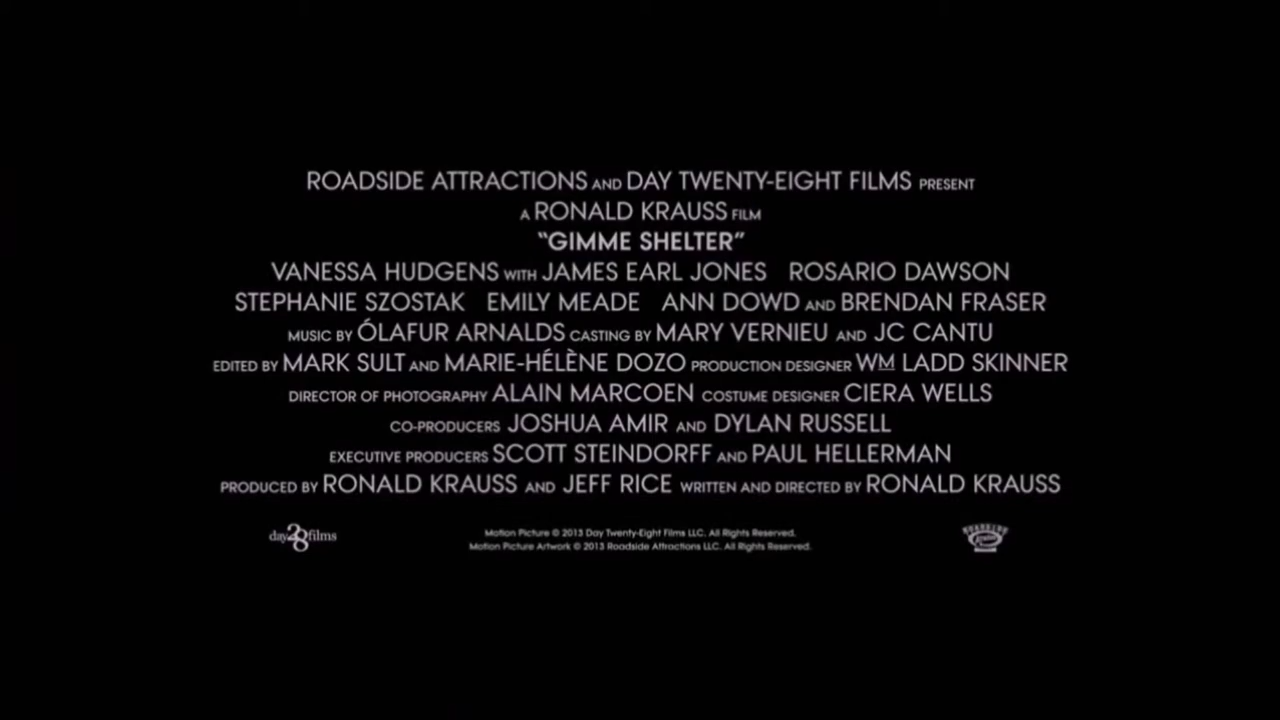 ROADSIDE ATTRACTIONS AND DAY TWENTY-EIGHT FILMS PRESENT
A RONALD KRAUSS FILM
“GIMME SHELTER”
VANESSA HUDGENS WITH JAMES EARL JONES ROSARIO DAWSON
STEPHANIE SZOSTAK EMILY MEADE ANN DOWD AND BRENDAN FRASER
MUSIC BY ÓLAFUR ARNALDS CASTING BY MARY VERNIEU AND JC CANTU
EDITED BY MARK SULT AND MARIE-HÉLÈNE DOZO PRODUCTION DESIGNER WM LADD SKINNER
DIRECTOR OF PHOTOGRAPHY ALAIN MARCOEN COSTUME DESIGNER CIERA WELLS
CO-PRODUCERS JOSHUA AMIR AND DYLAN RUSSELL
EXECUTIVE PRODUCERS SCOTT STEINDORFF AND PAUL HELLERMAN
PRODUCED BY RONALD KRAUSS AND JEFF RICE WRITTEN AND DIRECTED BY RONALD KRAUSS
day28films
Motion Picture © 2013 Day Twenty-Eight Films LLC. All Rights Reserved.
Motion Picture Artwork © 2013 Roadside Attractions LLC. All Rights Reserved.
ROADSIDE